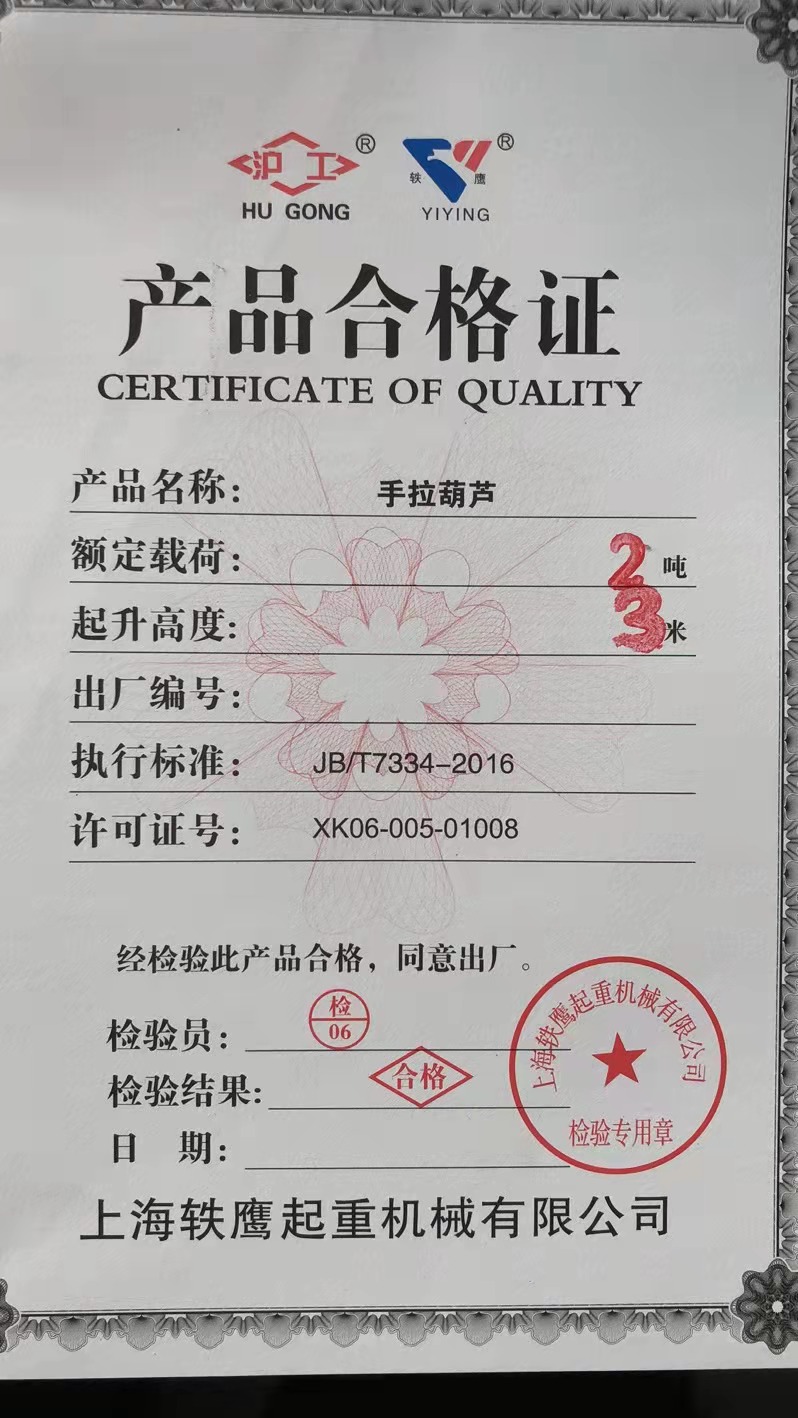 沪工® 轶鹰®
HU GONG YIYING
产品合格证
CERTIFICATE OF QUALITY
产品名称： 手拉葫芦
额定载荷： 2 吨
起升高度： 3 米
出厂编号：
执行标准： JB/T7334-2016
许可证号： XK06-005-01008
经检验此产品合格，同意出厂。
检验员： 检 06
检验结果： 合格
日 期：
上海轶鹰起重机械有限公司
检验专用章
上海轶鹰起重机械有限公司